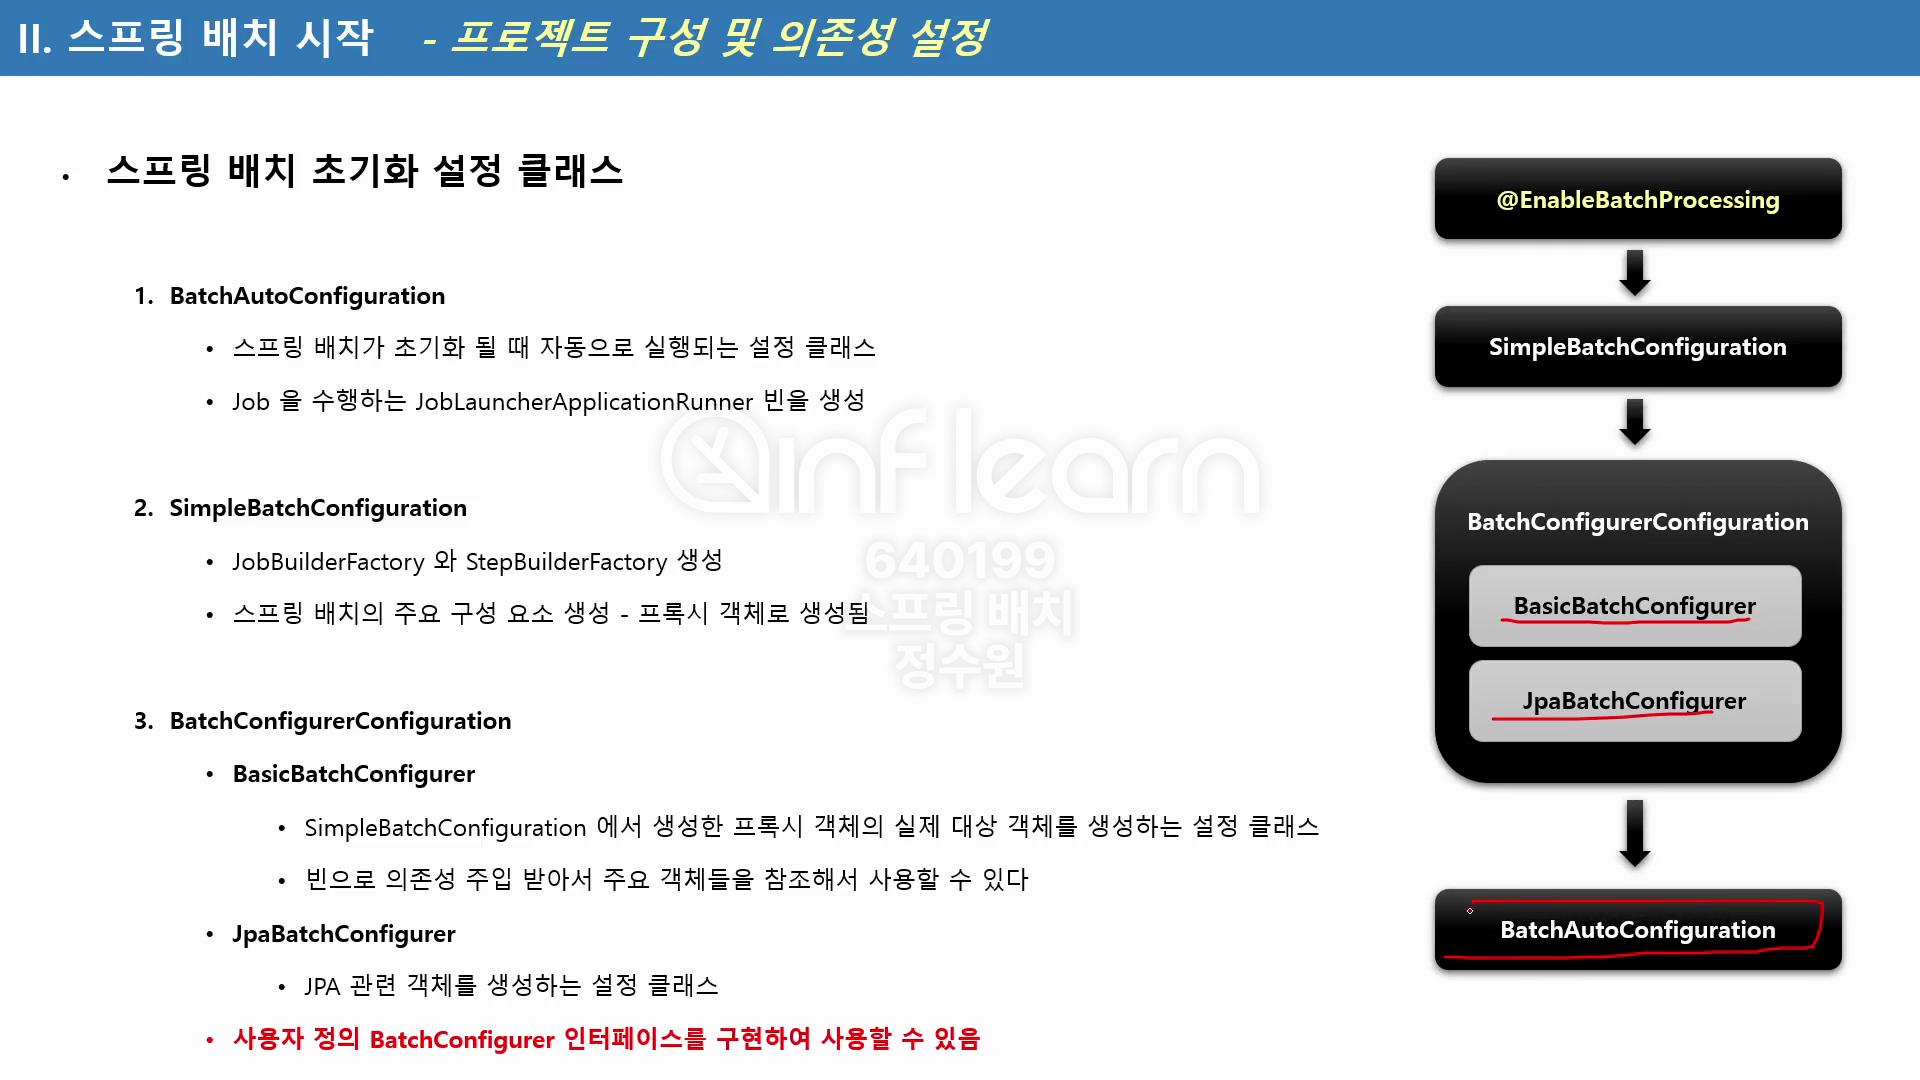 II. 스프링 배치 시작 - 프로젝트 구성 및 의존성 설정
• 스프링 배치 초기화 설정 클래스
1. BatchAutoConfiguration
• 스프링 배치가 초기화 될 때 자동으로 실행되는 설정 클래스
• Job 을 수행하는 JobLauncherApplicationRunner 빈을 생성
2. SimpleBatchConfiguration
• JobBuilderFactory 와 StepBuilderFactory 생성
• 스프링 배치의 주요 구성 요소 생성 - 프록시 객체로 생성됨
3. BatchConfigurerConfiguration
• BasicBatchConfigurer
• SimpleBatchConfiguration 에서 생성한 프록시 객체의 실제 대상 객체를 생성하는 설정 클래스
• 빈으로 의존성 주입 받아서 주요 객체들을 참조해서 사용할 수 있다
• JpaBatchConfigurer
• JPA 관련 객체를 생성하는 설정 클래스
• 사용자 정의 BatchConfigurer 인터페이스를 구현하여 사용할 수 있음
@EnableBatchProcessing
SimpleBatchConfiguration
BatchConfigurerConfiguration
BasicBatchConfigurer
JpaBatchConfigurer
BatchAutoConfiguration
inflearn
640199
스프링 배치
정수원